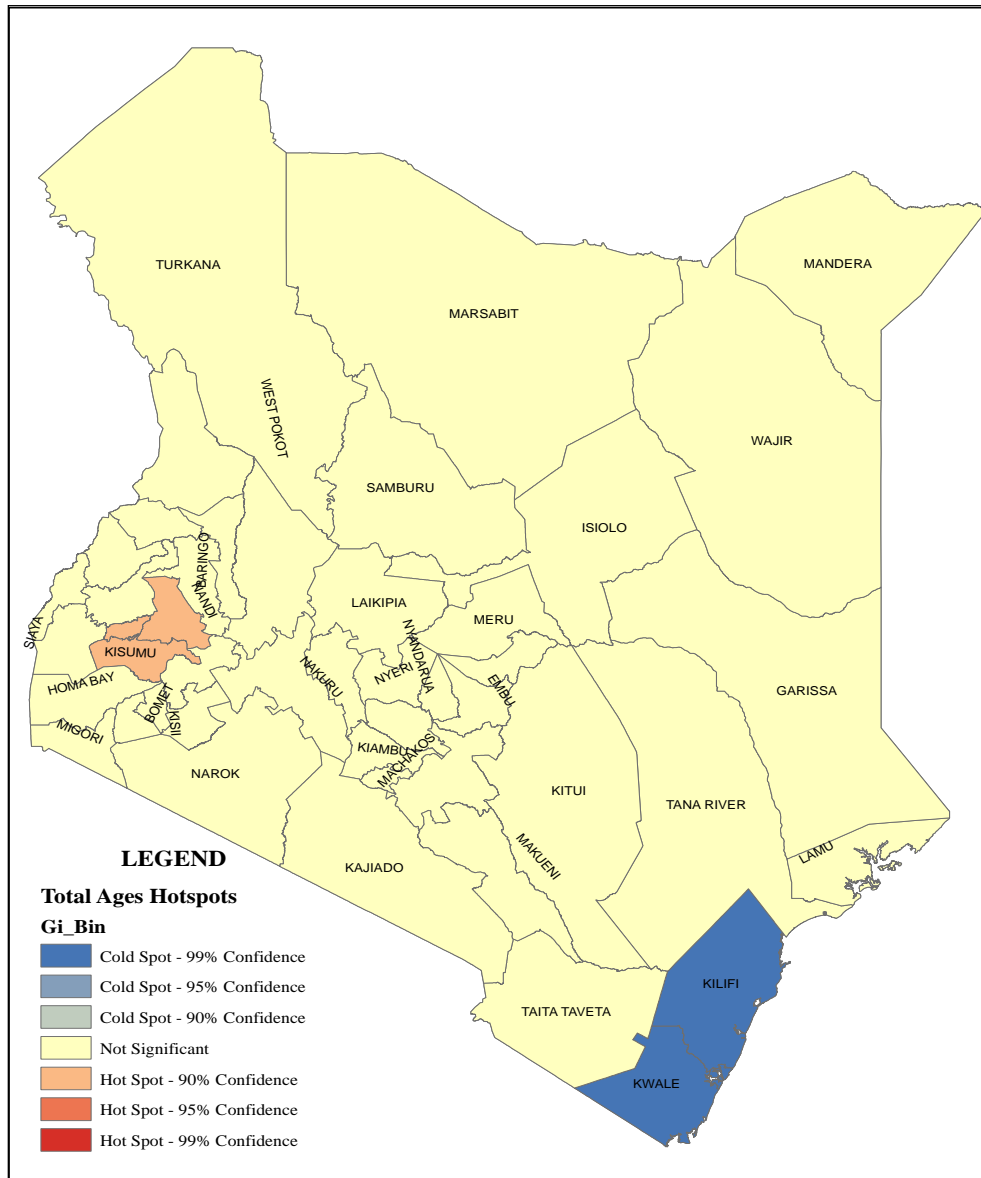 MANDERA
TURKANA
MARSABIT
WEST POKOT
WAJIR
SAMBURU
ISIOLO
BARINGO
NANDI
LAIKIPIA
MERU
SIAYA
KISUMU
NYANDARUA
NYERI
NAKURU
EMBU
HOMA BAY
GARISSA
BOMET
KISII
MIGORI
KIAMBU
MACHAKOS
NAROK
KITUI
TANA RIVER
MAKUENI
LAMU
KAJIADO
KILIFI
TAITA TAVETA
KWALE
LEGEND
Total Ages Hotspots
Gi_Bin
Cold Spot - 99% Confidence
Cold Spot - 95% Confidence
Cold Spot - 90% Confidence
Not Significant
Hot Spot - 90% Confidence
Hot Spot - 95% Confidence
Hot Spot - 99% Confidence